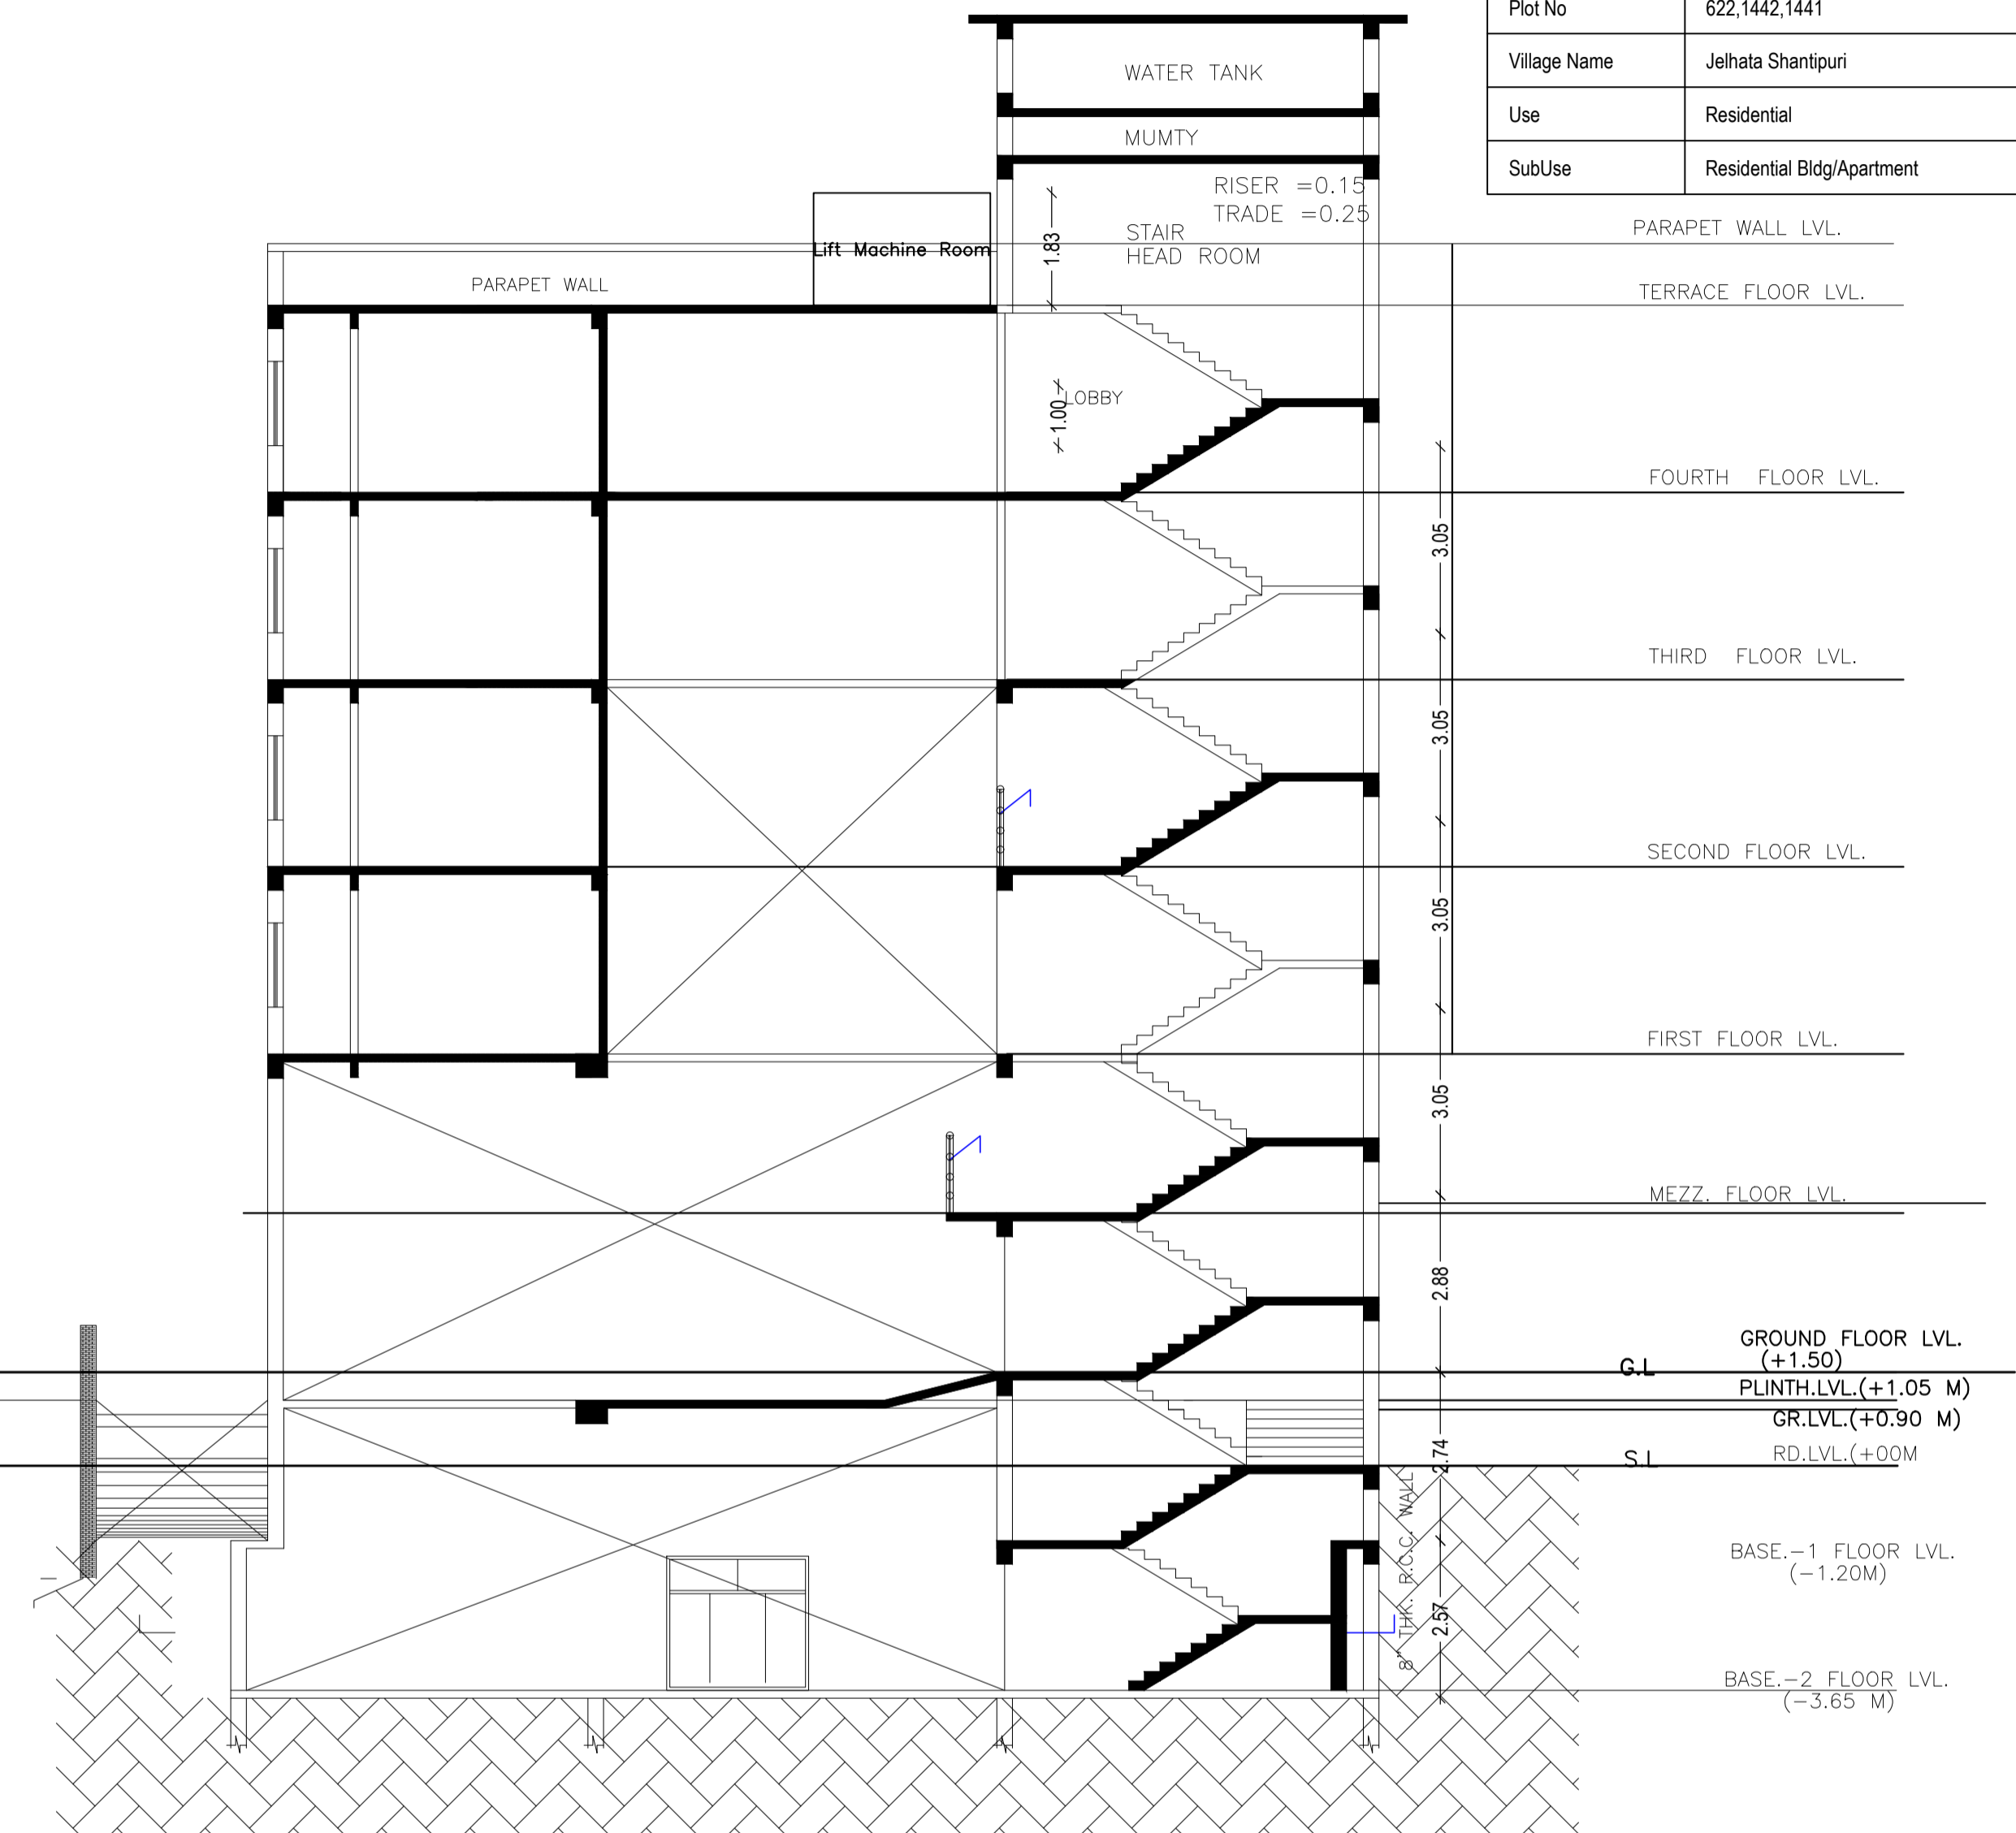 Plot No 622,1442,1441
Village Name Jelhata Shantipuri
Use Residential
SubUse Residential Bldg/Apartment
WATER TANK
MUMTY
RISER =0.15
TRADE =0.25
STAIR
HEAD ROOM
1.83
Lift Machine Room
PARAPET WALL
PARAPET WALL LVL.
TERRACE FLOOR LVL.
LOBBY
1.00
FOURTH FLOOR LVL.
3.05
THIRD FLOOR LVL.
3.05
SECOND FLOOR LVL.
3.05
FIRST FLOOR LVL.
3.05
MEZZ. FLOOR LVL.
2.88
GROUND FLOOR LVL.
(+1.50)
G.L
PLINTH.LVL.(+1.05 M)
GR.LVL.(+0.90 M)
RD.LVL.(+00M
S.L
2.74
8" THK. R.C.C. WALL
BASE.-1 FLOOR LVL.
(-1.20M)
2.57
BASE.-2 FLOOR LVL.
(-3.65 M)